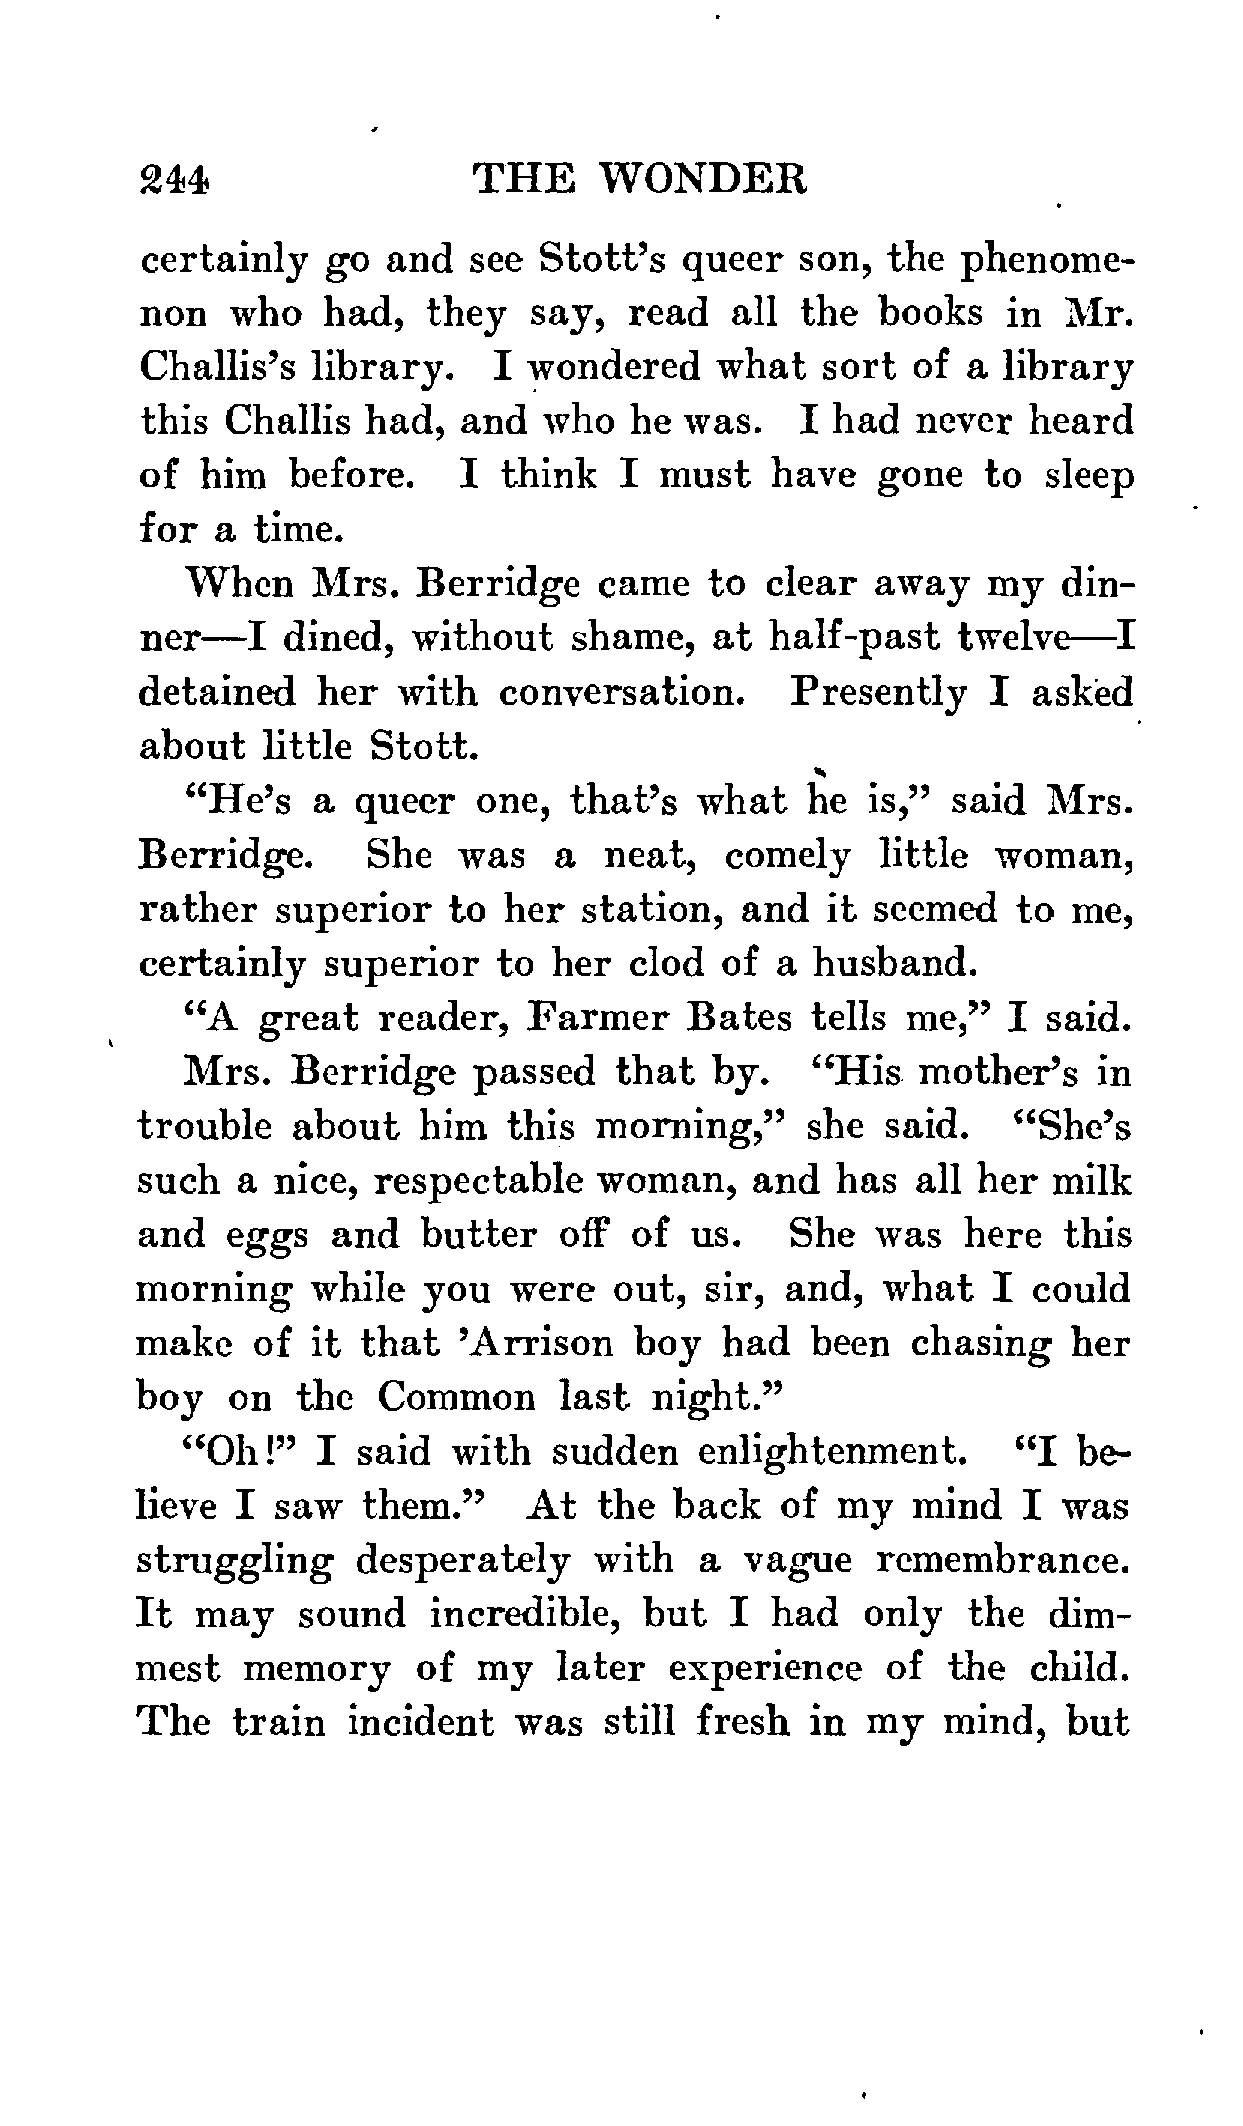 244 THE WONDER
certainly go and see Stott's queer son, the phenome-
non who had, they say, read all the books in Mr.
Challis's library. I wondered what sort of a library
this Challis had, and who he was. I had never heard
of him before. I think I must have gone to sleep
for a time.
When Mrs. Berridge came to clear away my din-
ner—I dined, without shame, at half-past twelve—I
detained her with conversation. Presently I asked
about little Stott.
“He's a queer one, that's what he is,” said Mrs.
Berridge. She was a neat, comely little woman,
rather superior to her station, and it seemed to me,
certainly superior to her clod of a husband.
“A great reader, Farmer Bates tells me,” I said.
Mrs. Berridge passed that by. “His mother's in
trouble about him this morning,” she said. “She's
such a nice, respectable woman, and has all her milk
and eggs and butter off of us. She was here this
morning while you were out, sir, and, what I could
make of it that 'Arrison boy had been chasing her
boy on the Common last night.”
“Oh!” I said with sudden enlightenment. “I be-
lieve I saw them.” At the back of my mind I was
struggling desperately with a vague remembrance.
It may sound incredible, but I had only the dim-
mest memory of my later experience of the child.
The train incident was still fresh in my mind, but